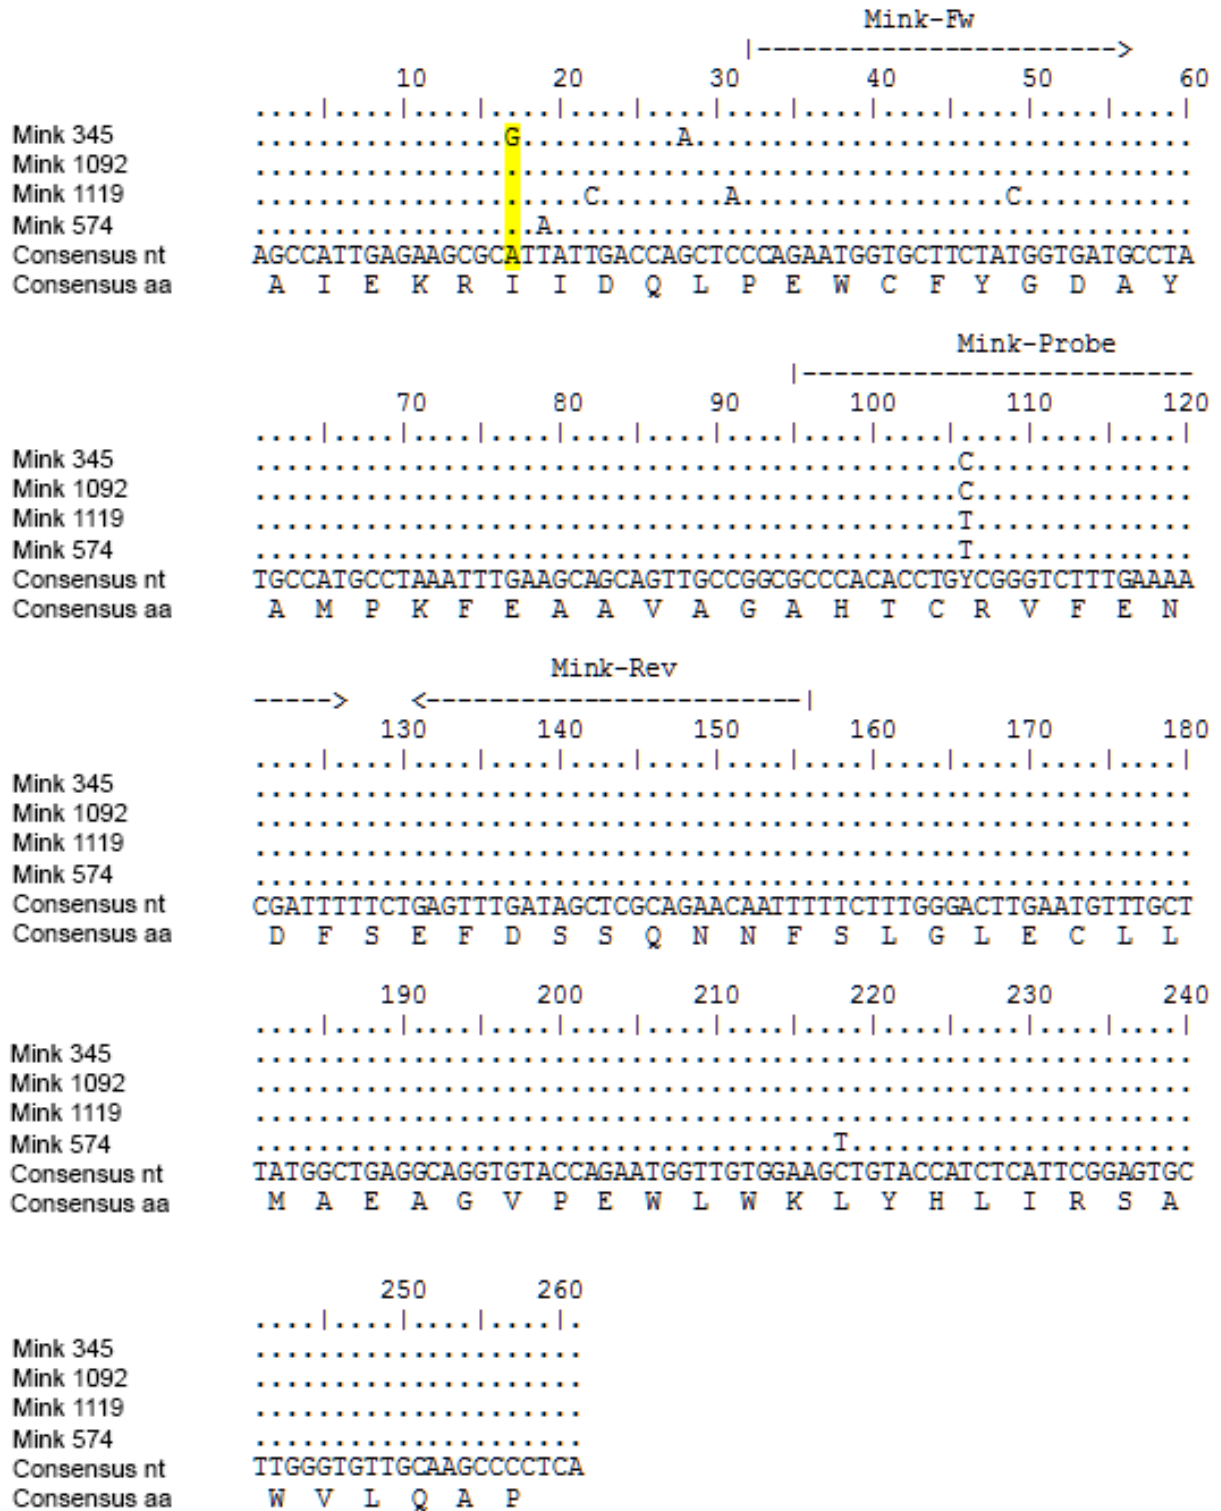 Mink-Fw
|----------------------->
10 20 30 40 50 60
....|....|....|....|....|....|....|....|....|....|....|....|
Mink 345 ................G..........A................................
Mink 1092 ............................................................
Mink 1119 .....................C........A.................C...........
Mink 574 ..................A.........................................
Consensus nt AGCCATTGAGAAGCGCATTATTGACCAGCTCCCAGAATGGTGCTTCTATGGTGATGCCTA
Consensus aa A I E K R I I D Q L P E W C F Y G D A Y
Mink-Probe
|-------------------------
70 80 90 100 110 120
....|....|....|....|....|....|....|....|....|....|....|....|
Mink 345 .............................................C..............
Mink 1092 .............................................C..............
Mink 1119 .............................................T..............
Mink 574 .............................................T..............
Consensus nt TGCCATGCCTAAATTTGAAGCAGCAGTTGCCGGCGCCCACACCTGYCGGGTCTTTGAAAA
Consensus aa A M P K F E A A V A G A H T C R V F E N
Mink-Rev
-----> <------------------------|
130 140 150 160 170 180
....|....|....|....|....|....|....|....|....|....|....|....|
Mink 345 ............................................................
Mink 1092 ............................................................
Mink 1119 ............................................................
Mink 574 ............................................................
Consensus nt CGATTTTTCTGAGTTTGATAGCTCGCAGAACAATTTTTCTTTGGGACTTGAATGTTTGCT
Consensus aa D F S E F D S S Q N N F S L G L E C L L
190 200 210 220 230 240
....|....|....|....|....|....|....|....|....|....|....|....|
Mink 345 ............................................................
Mink 1092 ............................................................
Mink 1119 ............................................................
Mink 574 .....................................T......................
Consensus nt TATGGCTGAGGCAGGTGTACCAGAATGGTTGTGGAAGCTGTACCATCTCATTCGGAGTGC
Consensus aa M A E A G V P E W L W K L Y H L I R S A
250 260
....|....|....|....|.
Mink 345 .....................
Mink 1092 .....................
Mink 1119 .....................
Mink 574 .....................
Consensus nt TTGGGTGTTGCAAGCCCCTCA
Consensus aa W V L Q A P